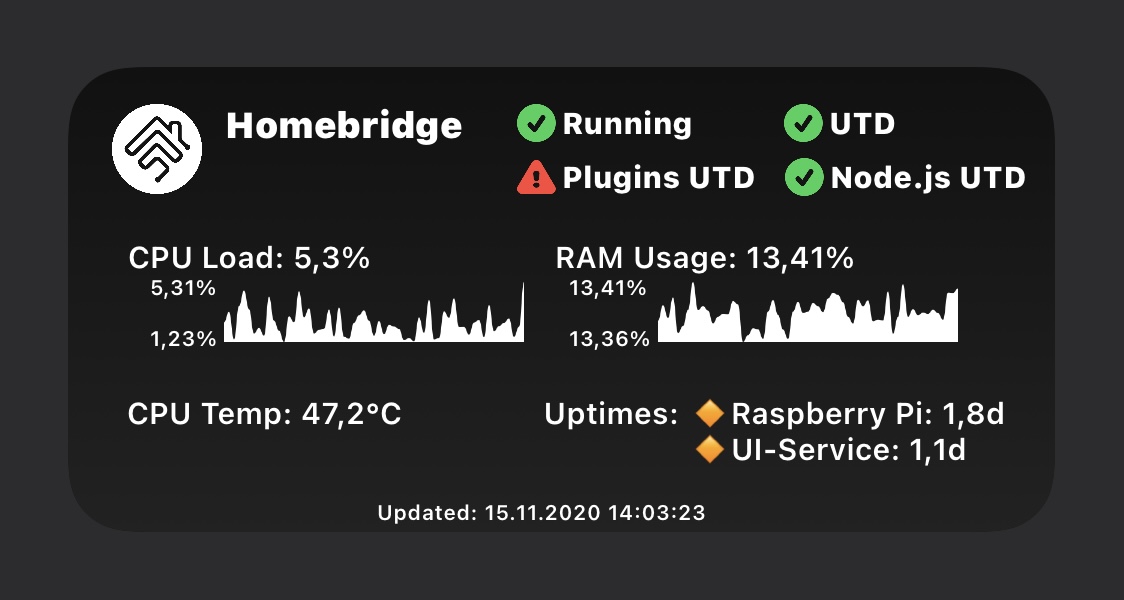 Homebridge
Running
UTD
Plugins UTD
Node.js UTD
CPU Load: 5,3%
5,31%
1,23%
RAM Usage: 13,41%
13,41%
13,36%
CPU Temp: 47,2°C
Uptimes: 🔸Raspberry Pi: 1,8d
🔸UI-Service: 1,1d
Updated: 15.11.2020 14:03:23